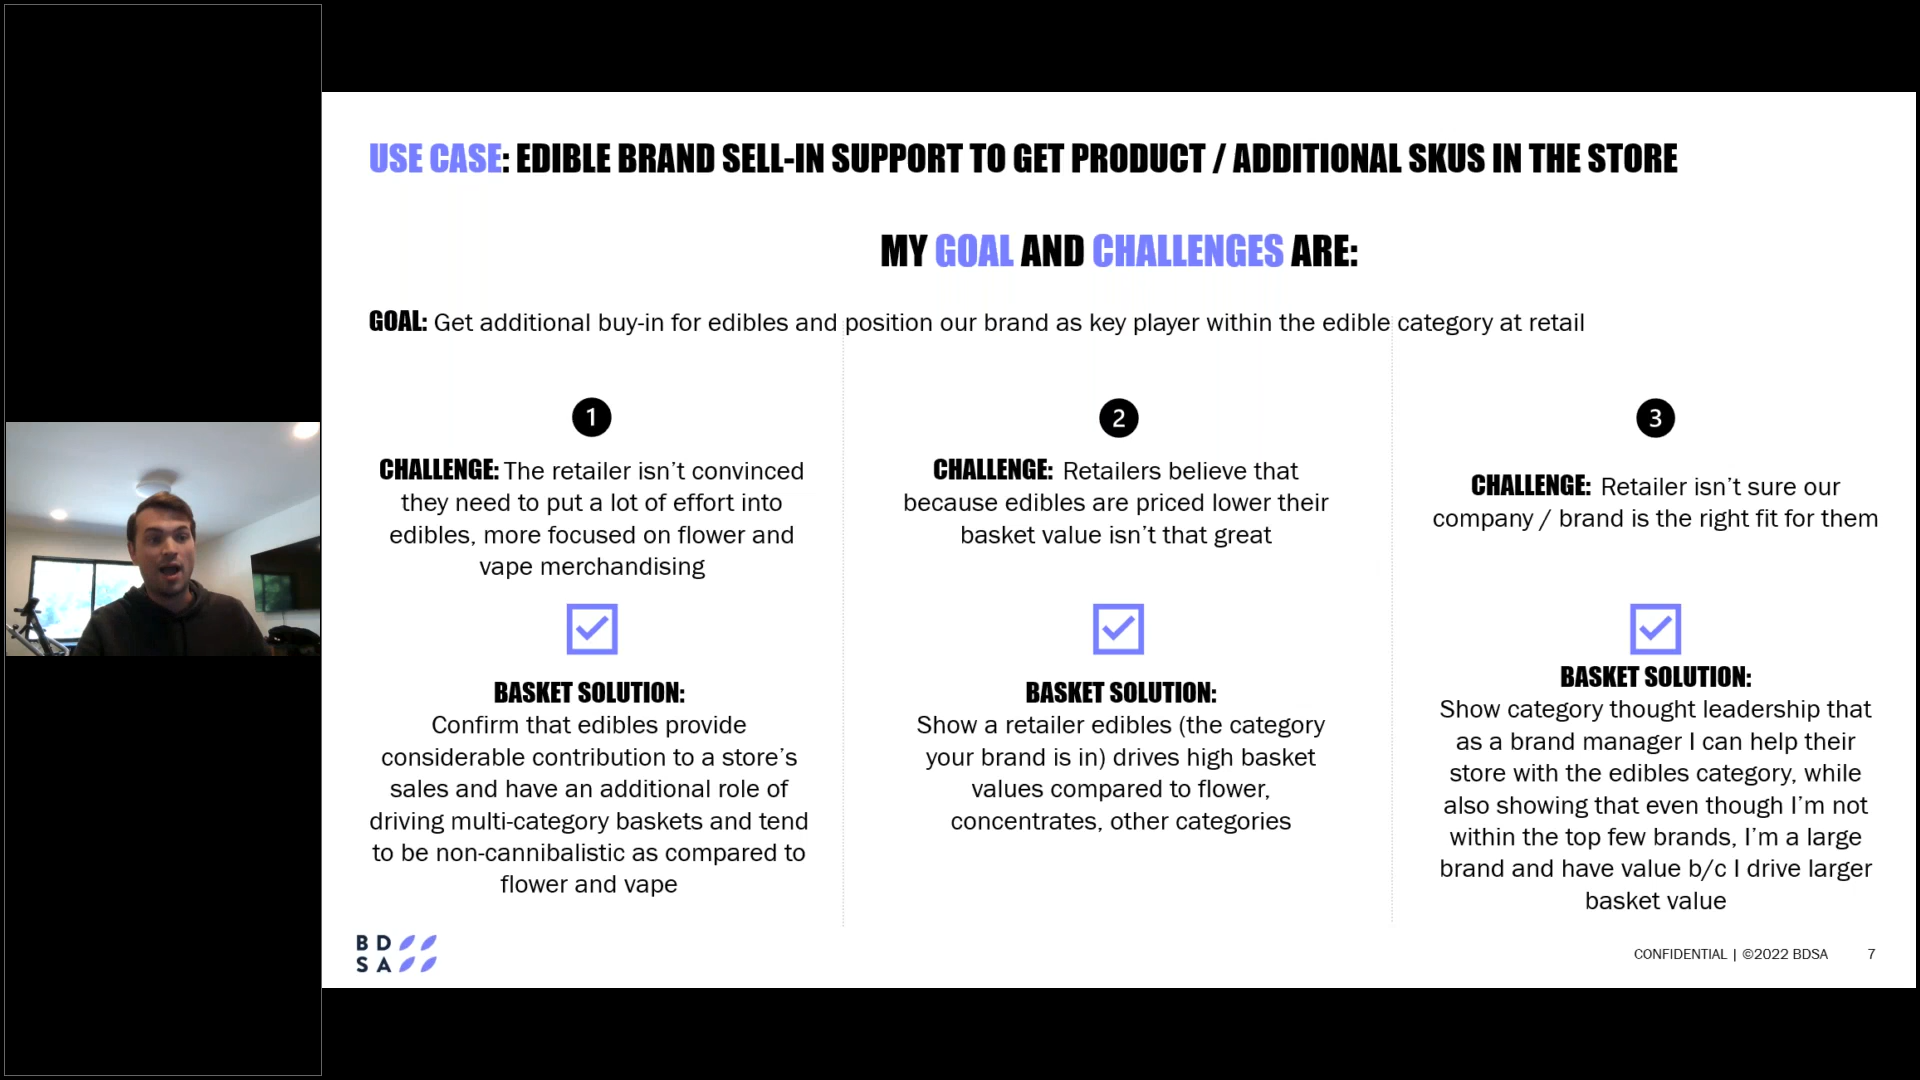 USE CASE: EDIBLE BRAND SELL-IN SUPPORT TO GET PRODUCT / ADDITIONAL SKUS IN THE STORE
MY GOAL AND CHALLENGES ARE:
GOAL: Get additional buy-in for edibles and position our brand as key player within the edible category at retail
1
CHALLENGE: The retailer isn’t convinced
they need to put a lot of effort into
edibles, more focused on flower and
vape merchandising
BASKET SOLUTION:
Confirm that edibles provide
considerable contribution to a store’s
sales and have an additional role of
driving multi-category baskets and tend
to be non-cannibalistic as compared to
flower and vape
2
CHALLENGE: Retailers believe that
because edibles are priced lower their
basket value isn’t that great
BASKET SOLUTION:
Show a retailer edibles (the category
your brand is in) drives high basket
values compared to flower,
concentrates, other categories
3
CHALLENGE: Retailer isn’t sure our
company / brand is the right fit for them
BASKET SOLUTION:
Show category thought leadership that
as a brand manager I can help their
store with the edibles category, while
also showing that even though I’m not
within the top few brands, I’m a large
brand and have value b/c I drive larger
basket value
BD
SA
CONFIDENTIAL | ©2022 BDSA 7